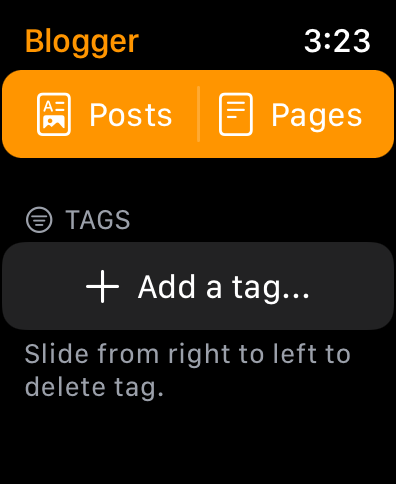 Blogger 3:23
Posts Pages
TAGS
Add a tag...
Slide from right to left to
delete tag.